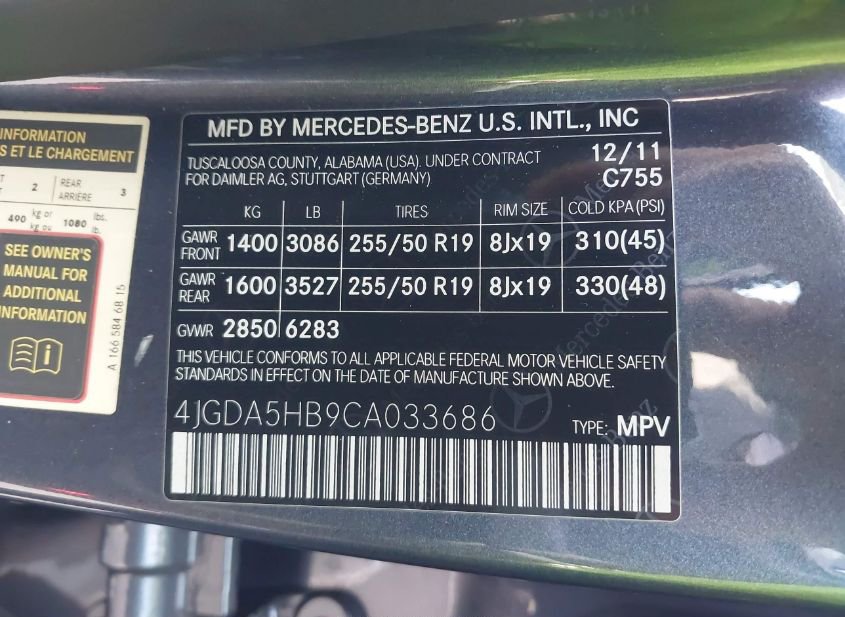 INFORMATION
S ET LE CHARGEMENT
2 REAR ARRIÈRE 3
490 kg or kg ou 1080 lbs. lb.
SEE OWNER'S
MANUAL FOR
ADDITIONAL
INFORMATION
A 166 584 68 15
MFD BY MERCEDES-BENZ U.S. INTL., INC
TUSCALOOSA COUNTY, ALABAMA (USA). UNDER CONTRACT
FOR DAIMLER AG, STUTTGART (GERMANY)
12/11
C755
KG LB TIRES RIM SIZE COLD KPA(PSI)
GAWR FRONT 1400 3086 255/50 R19 8Jx19 310(45)
GAWR REAR 1600 3527 255/50 R19 8Jx19 330(48)
GVWR 2850 6283
THIS VEHICLE CONFORMS TO ALL APPLICABLE FEDERAL MOTOR VEHICLE SAFETY
STANDARDS IN EFFECT ON THE DATE OF MANUFACTURE SHOWN ABOVE.
4JGDA5HB9CA033686
TYPE: MPV